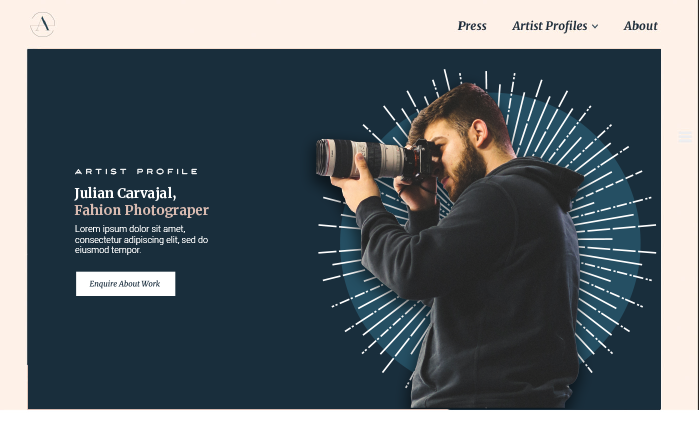 A
Press Artist Profiles About
ARTIST PROFILE
Julian Carvajal,
Fahion Photograper
Lorem ipsum dolor sit amet,
consectetur adipiscing elit, sed do
eiusmod tempor.
Enquire About Work